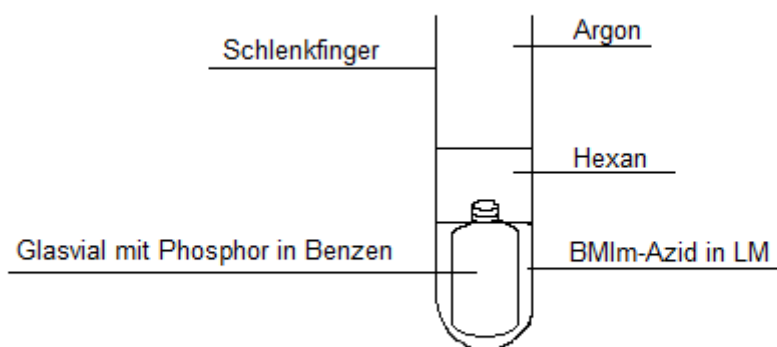 Argon
Schlenkfinger
Hexan
Glasvial mit Phosphor in Benzen
BMIm-Azid in LM